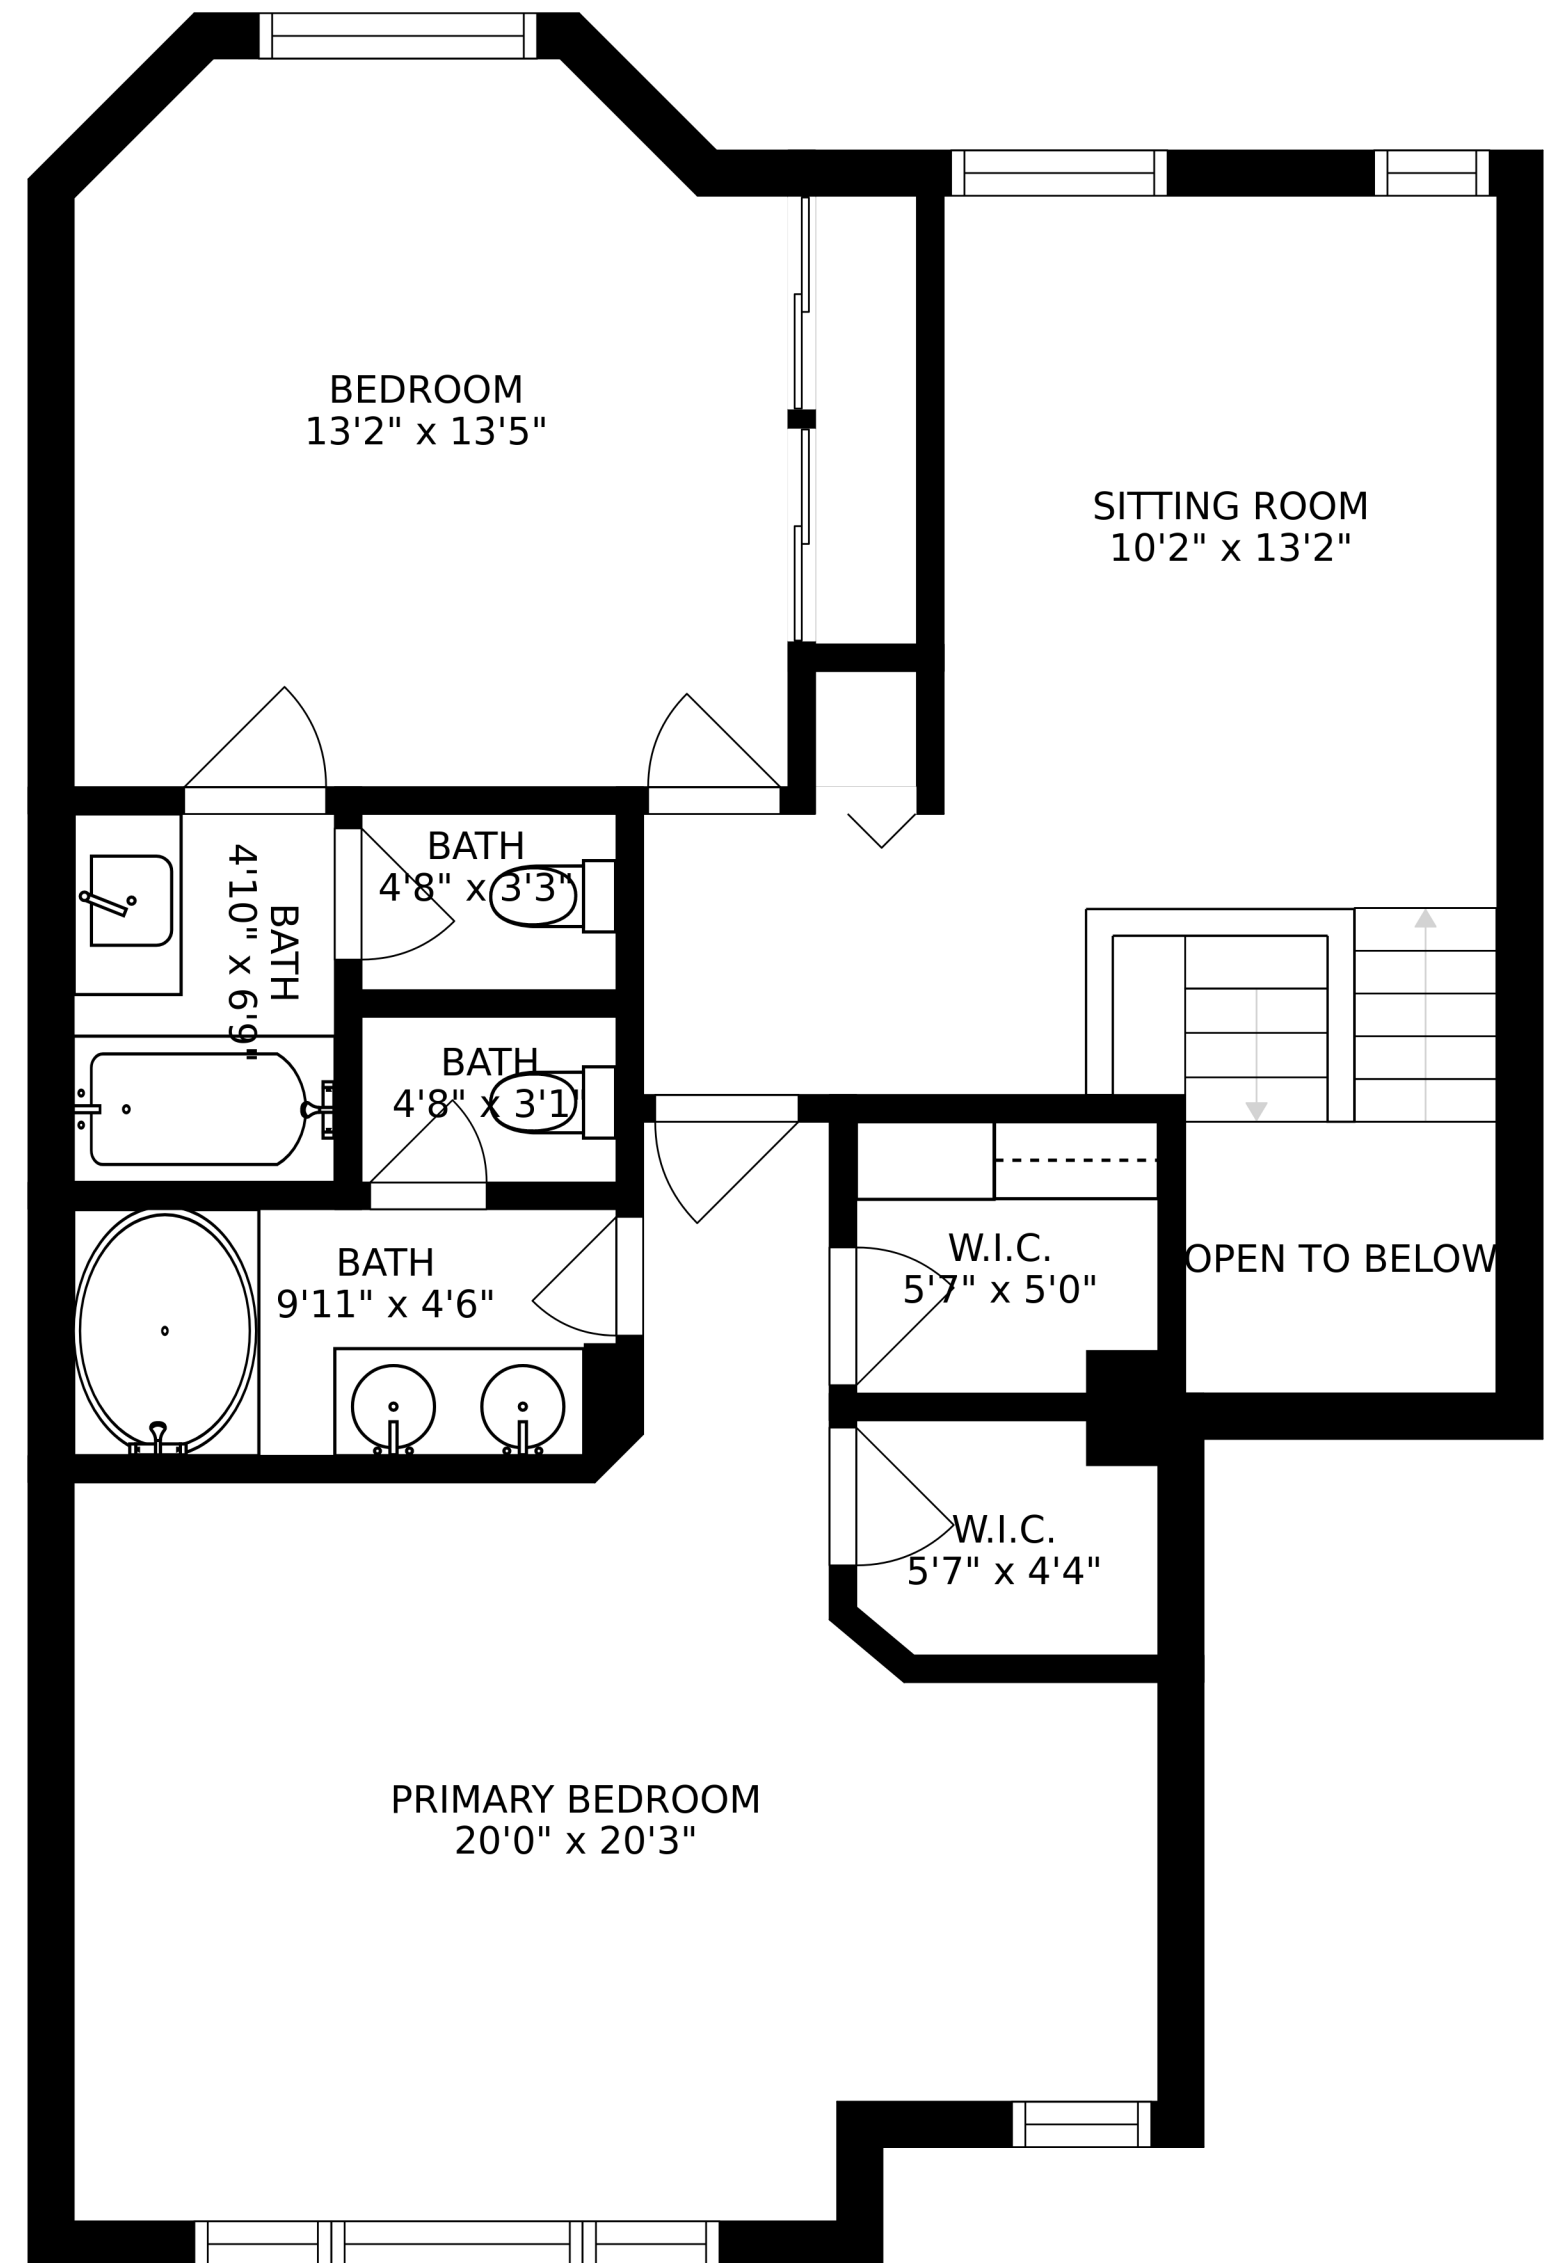 BEDROOM
13'2" x 13'5"
SITTING ROOM
10'2" x 13'2"
BATH
4'8" x 3'3"
BATH
4'10" x 6'9"
BATH
4'8" x 3'1"
BATH
9'11" x 4'6"
W.I.C.
5'7" x 5'0"
OPEN TO BELOW
W.I.C.
5'7" x 4'4"
PRIMARY BEDROOM
20'0" x 20'3"